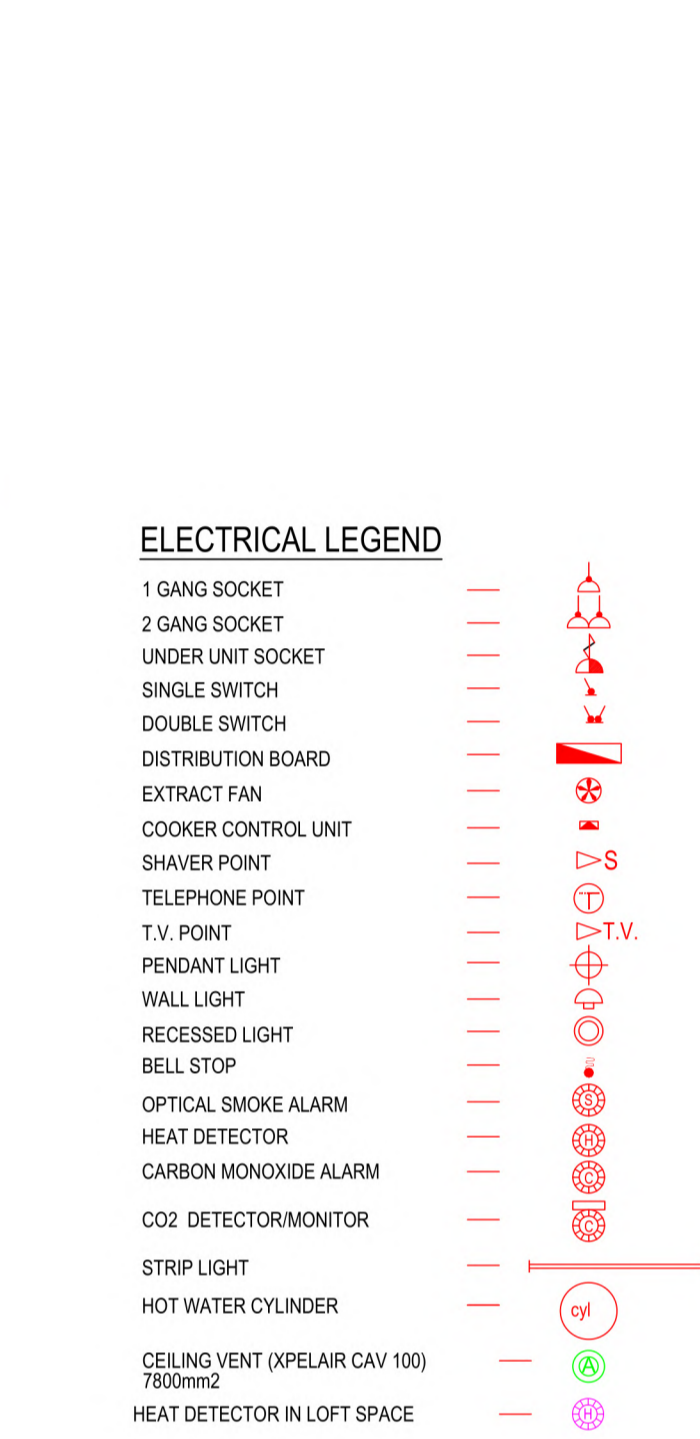 ELECTRICAL LEGEND
1 GANG SOCKET
2 GANG SOCKET
UNDER UNIT SOCKET
SINGLE SWITCH
DOUBLE SWITCH
DISTRIBUTION BOARD
EXTRACT FAN
COOKER CONTROL UNIT
SHAVER POINT S
TELEPHONE POINT T
T.V. POINT T.V.
PENDANT LIGHT
WALL LIGHT
RECESSED LIGHT
BELL STOP
OPTICAL SMOKE ALARM S
HEAT DETECTOR H
CARBON MONOXIDE ALARM C
CO2 DETECTOR/MONITOR C
STRIP LIGHT
HOT WATER CYLINDER cyl
CEILING VENT (XPELAIR CAV 100) A
7800mm2
HEAT DETECTOR IN LOFT SPACE H